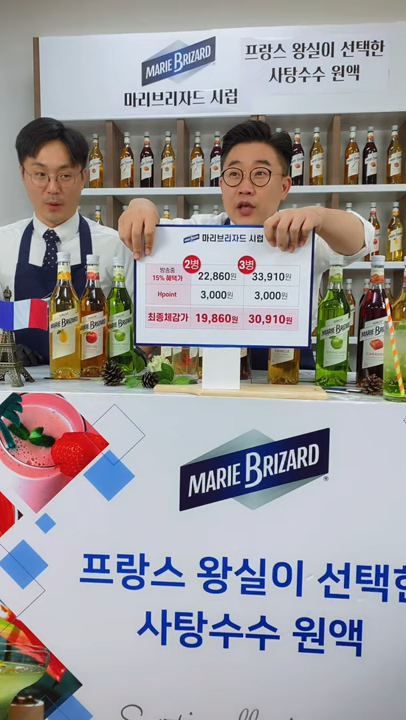 MARIE BRIZARD
마리브리자드 시럽
프랑스 왕실이 선택한
사탕수수 원액
MARIE BRIZARD 마리브리자드 시럽
2병 3병
방송중
15% 혜택가 22,860원 33,910원
Hpoint 3,000원 3,000원
최종체감가 19,860원 30,910원
MARIE BRIZARD
프랑스 왕실이 선택한
사탕수수 원액